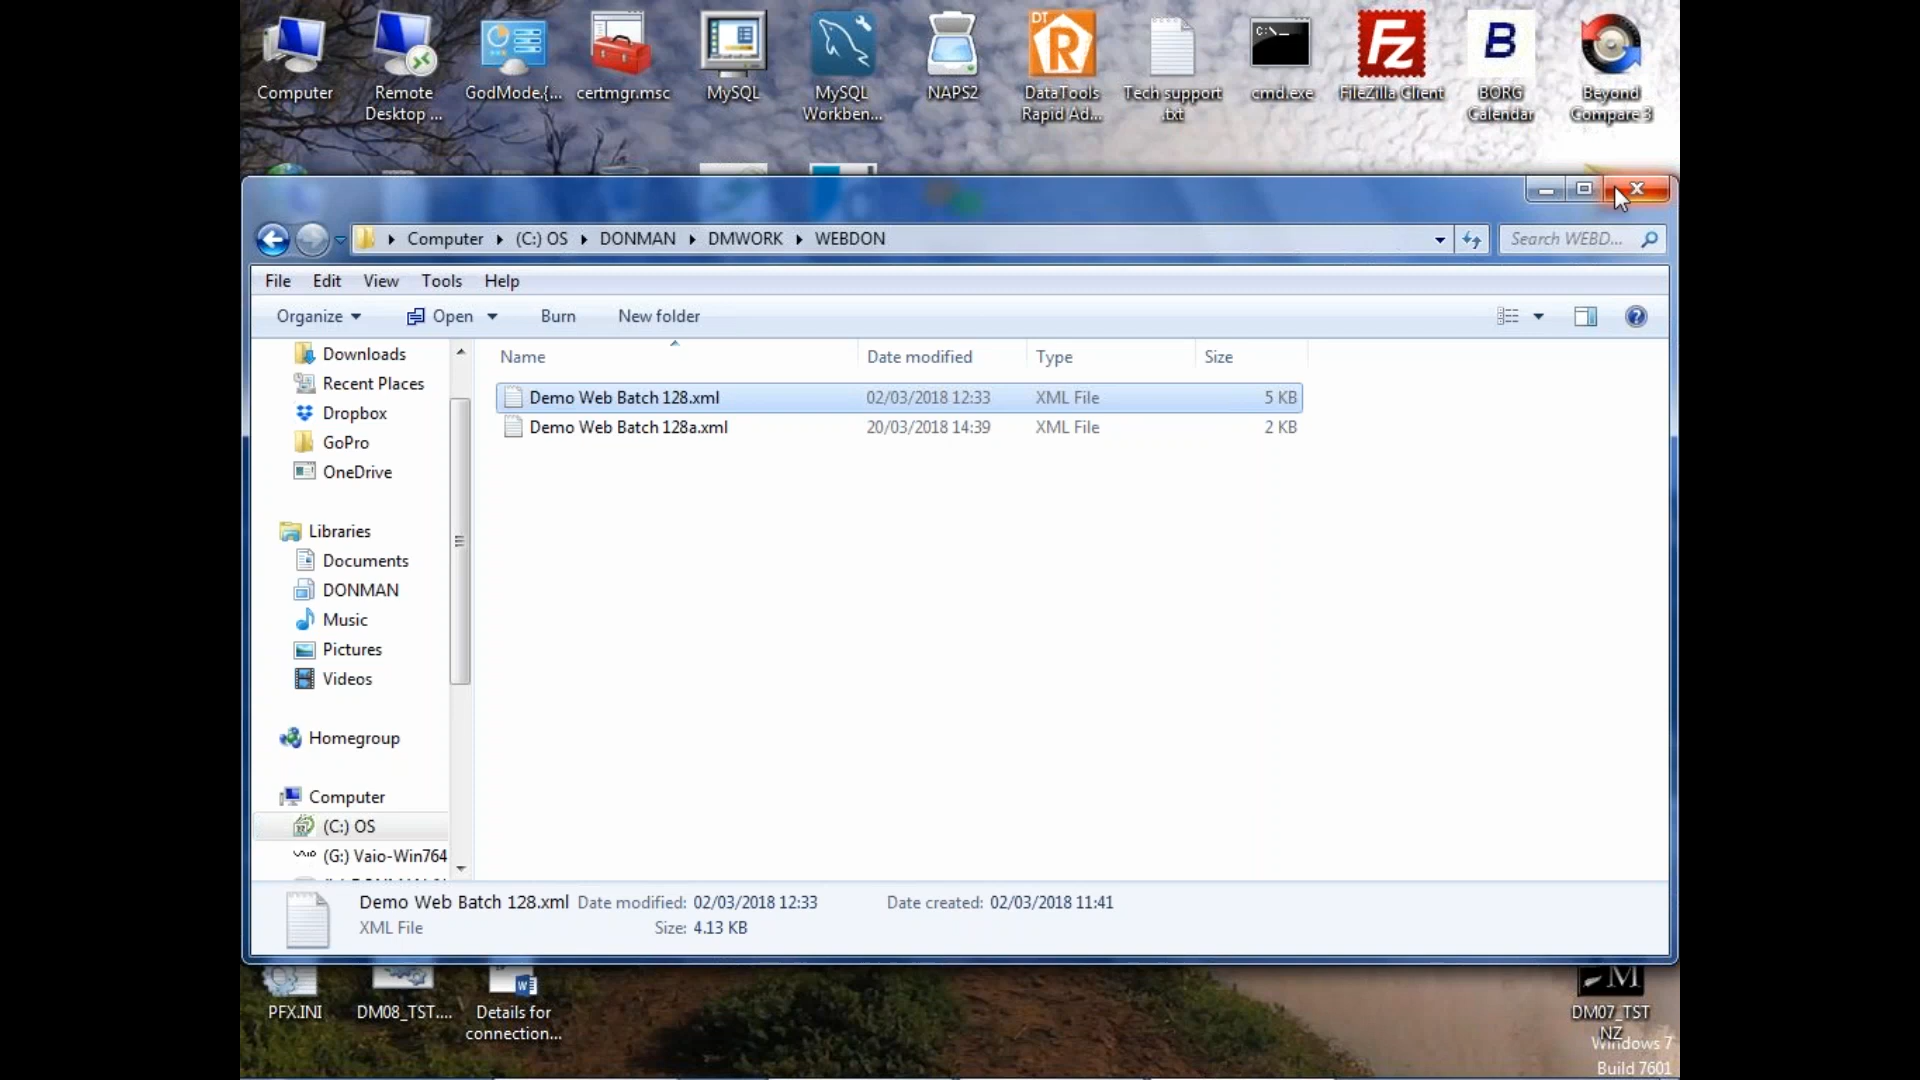 Computer
Remote
Desktop ...
GodMode.{...
certmgr.msc
MySQL
MySQL
Workben...
NAPS2
DT
R
DataTools
Rapid Ad...
Tech support
.txt
C:\_
cmd.exe
Fz
FileZilla Client
B
BORG
Calendar
Beyond
Compare 3
Computer (C:) OS DONMAN DMWORK WEBDON
Search WEBD...
File Edit View Tools Help
Organize Open Burn New folder
Name Date modified Type Size
Demo Web Batch 128.xml 02/03/2018 12:33 XML File 5 KB
Demo Web Batch 128a.xml 20/03/2018 14:39 XML File 2 KB
Downloads
Recent Places
Dropbox
GoPro
OneDrive
Libraries
Documents
DONMAN
Music
Pictures
Videos
Homegroup
Computer
(C:) OS
(G:) Vaio-Win764
Demo Web Batch 128.xml Date modified: 02/03/2018 12:33 Date created: 02/03/2018 11:41
XML File Size: 4.13 KB
PFX.INI
DM08_TST....
W
Details for
connection...
M
DM07_TST
NZ
Windows 7
Build 7601